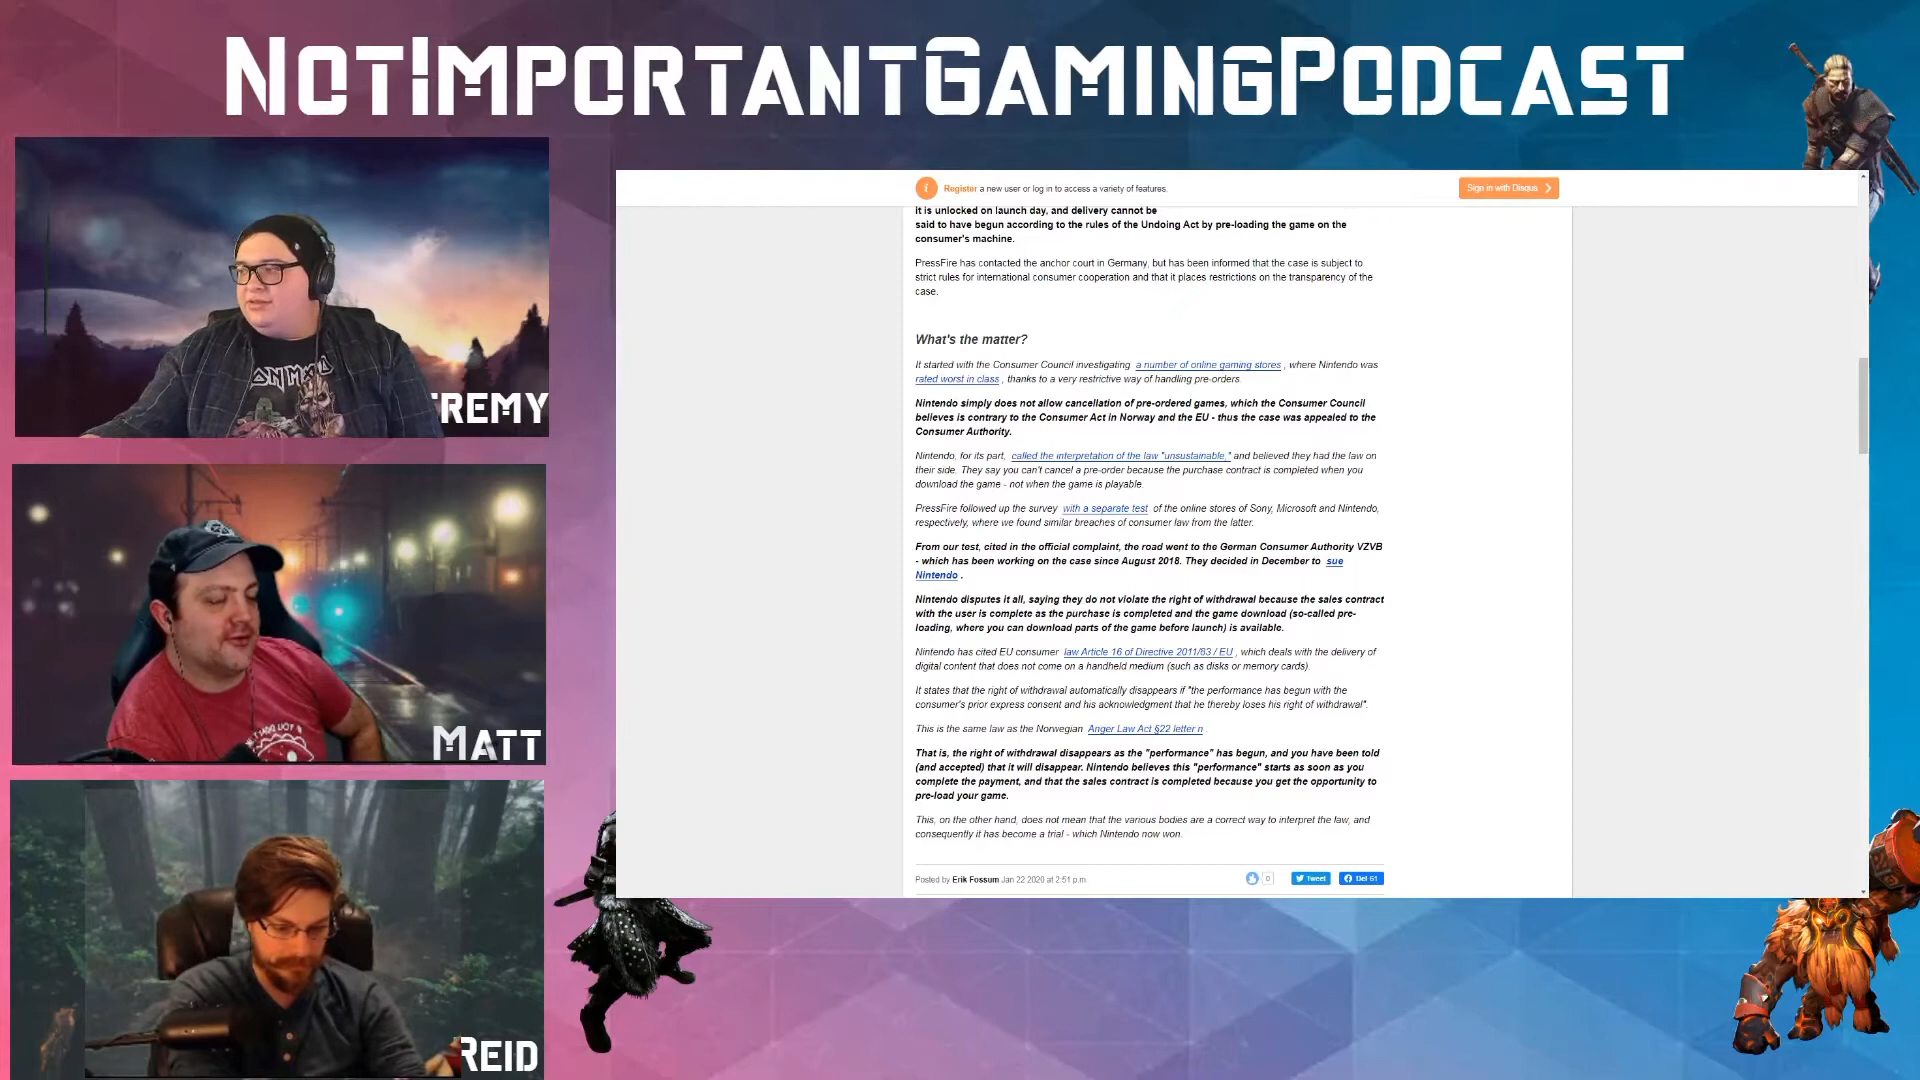 NotImportantGamingPodcast
Register a new user or log in to access a variety of features.
Sign in with Disqus
it is unlocked on launch day, and delivery cannot be
said to have begun according to the rules of the Undoing Act by pre-loading the game on the
consumer's machine.
PressFire has contacted the anchor court in Germany, but has been informed that the case is subject to
strict rules for international consumer cooperation and that it places restrictions on the transparency of the
case.
What's the matter?
It started with the Consumer Council investigating a number of online gaming stores , where Nintendo was
rated worst in class , thanks to a very restrictive way of handling pre-orders.
Nintendo simply does not allow cancellation of pre-ordered games, which the Consumer Council
believes is contrary to the Consumer Act in Norway and the EU - thus the case was appealed to the
Consumer Authority.
Nintendo, for its part, called the interpretation of the law "unsustainable," and believed they had the law on
their side. They say you can't cancel a pre-order because the purchase contract is completed when you
download the game - not when the game is playable.
PressFire followed up the survey with a separate test of the online stores of Sony, Microsoft and Nintendo,
respectively, where we found similar breaches of consumer law from the latter.
From our test, cited in the official complaint, the road went to the German Consumer Authority VZVB
- which has been working on the case since August 2018. They decided in December to sue
Nintendo .
Nintendo disputes it all, saying they do not violate the right of withdrawal because the sales contract
with the user is complete as the purchase is completed and the game download (so-called pre-
loading, where you can download parts of the game before launch) is available.
Nintendo has cited EU consumer law Article 16 of Directive 2011/83 / EU , which deals with the delivery of
digital content that does not come on a handheld medium (such as disks or memory cards).
It states that the right of withdrawal automatically disappears if "the performance has begun with the
consumer's prior express consent and his acknowledgment that he thereby loses his right of withdrawal".
This is the same law as the Norwegian Anger Law Act §22 letter n .
That is, the right of withdrawal disappears as the "performance" has begun, and you have been told
(and accepted) that it will disappear. Nintendo believes this "performance" starts as soon as you
complete the payment, and that the sales contract is completed because you get the opportunity to
pre-load your game.
This, on the other hand, does not mean that the various bodies are a correct way to interpret the law, and
consequently it has become a trial - which Nintendo now won.
Posted by Erik Fossum Jan 22 2020 at 2:51 p.m.
0
Tweet
Del 61
REMY
Matt
Reid